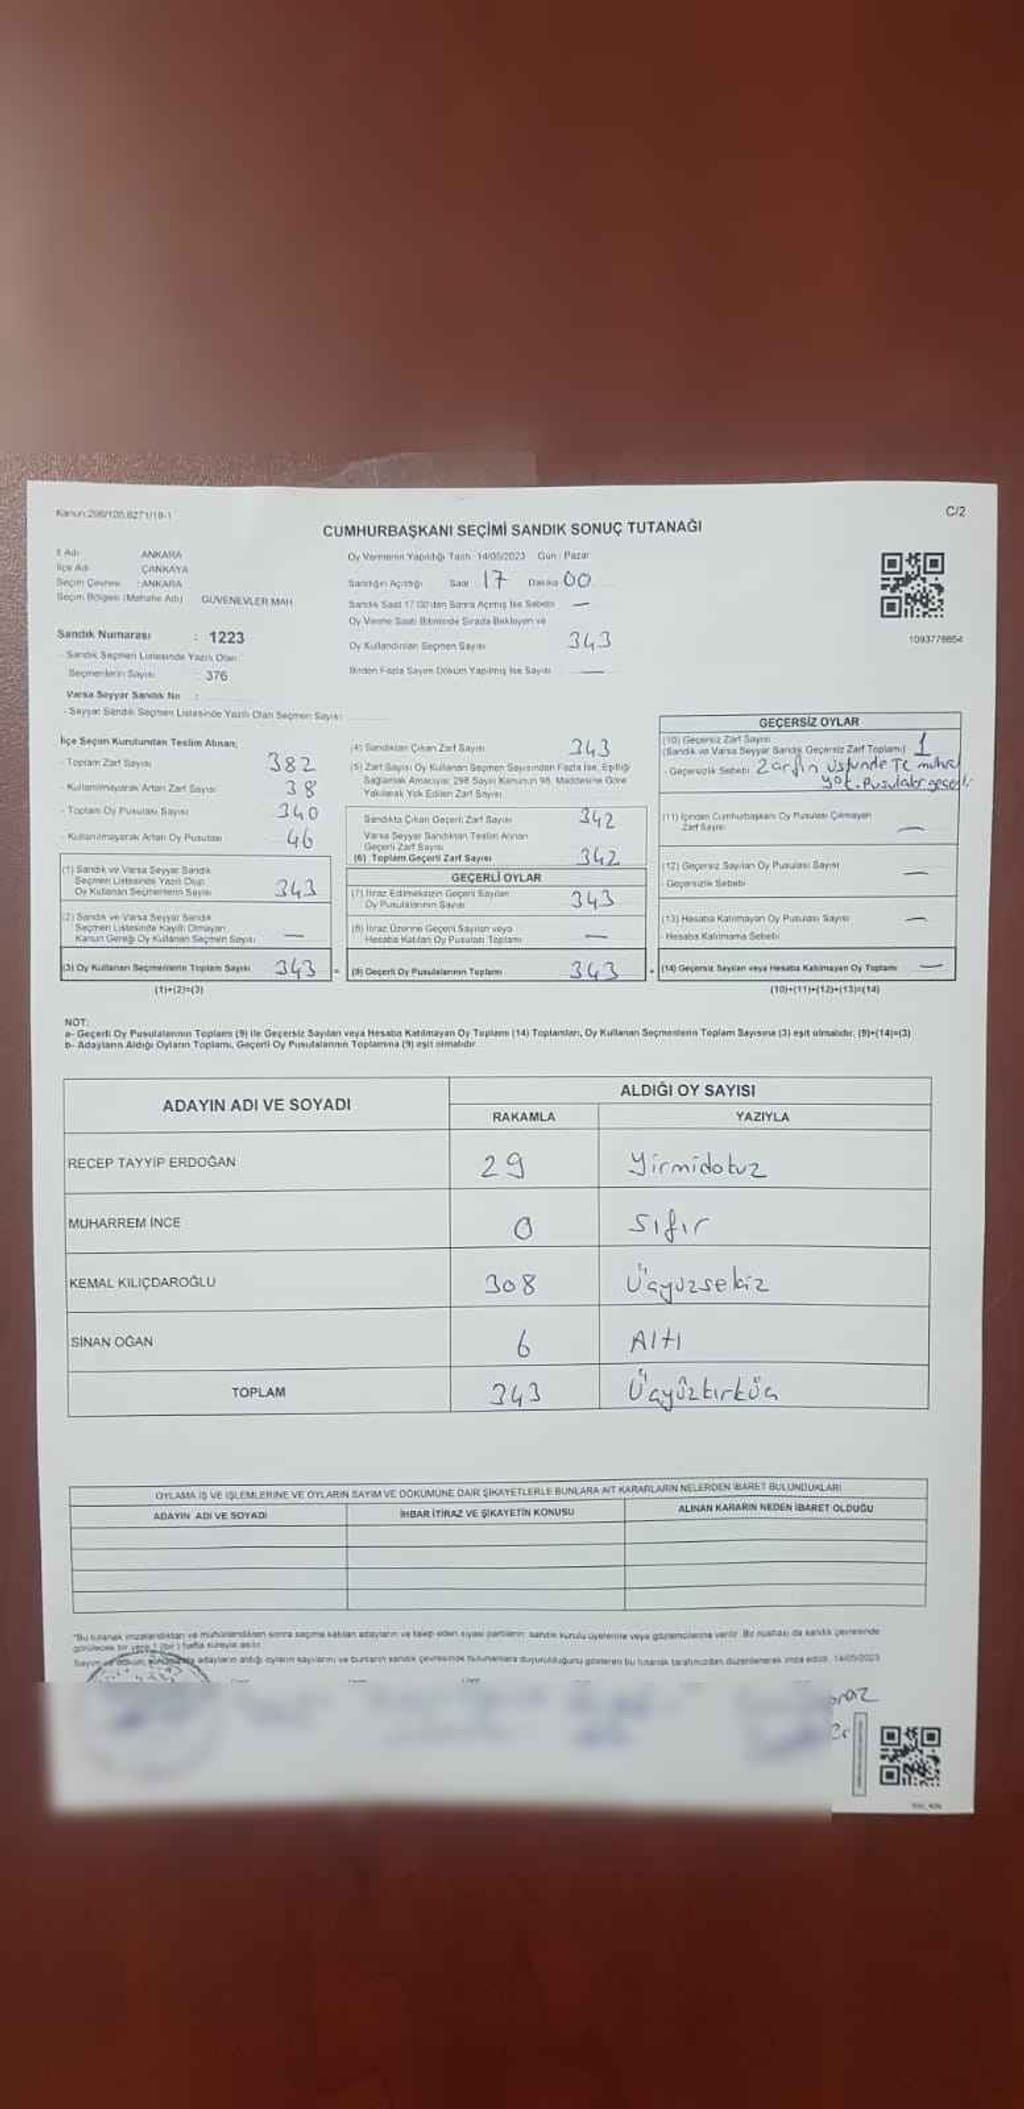 Kanun:298/105,6271/18-1
C/2
CUMHURBAŞKANI SEÇİMİ SANDIK SONUÇ TUTANAĞI
İl Adı : ANKARA
İlçe Adı : ÇANKAYA
Seçim Çevresi : ANKARA
Seçim Bölgesi (Mahalle Adı) : GÜVENEVLER MAH
Sandık Numarası : 1223
- Sandık Seçmen Listesinde Yazılı Olan
Seçmenlerin Sayısı : 376
Varsa Seyyar Sandık No :
- Seyyar Sandık Seçmen Listesinde Yazılı Olan Seçmen Sayısı :
Oy Vermenin Yapıldığı Tarih : 14/05/2023 Gün : Pazar
Sandığın Açıldığı Saat : 17 Dakika 00
Sandık Saat 17.00'dan Sonra Açılmış İse Sebebi —
Oy Verme Saati Bitiminde Sırada Bekleyen ve
Oy Kullandırılan Seçmen Sayısı 343
Birden Fazla Sayım Döküm Yapılmış İse Sayısı —
1093776654
İlçe Seçim Kurulundan Teslim Alınan;
- Toplam Zarf Sayısı 382
- Kullanılmayarak Artan Zarf Sayısı 38
- Toplam Oy Pusulası Sayısı 340
- Kullanılmayarak Artan Oy Pusulası 46
(1) Sandık ve Varsa Seyyar Sandık
Seçmen Listesinde Yazılı Olup
Oy Kullanan Seçmenlerin Sayısı 343
(2) Sandık ve Varsa Seyyar Sandık
Seçmen Listesinde Kayıtlı Olmayan
Kanun Gereği Oy Kullanan Seçmen Sayısı —
(3) Oy Kullanan Seçmenlerin Toplam Sayısı 343 =
(1)+(2)=(3)
(4) Sandıktan Çıkan Zarf Sayısı 343
(5) Zarf Sayısı Oy Kullanan Seçmen Sayısından Fazla İse, Eşitliği
Sağlamak Amacıyla; 298 Sayılı Kanunun 98. Maddesine Göre
Yakılarak Yok Edilen Zarf Sayısı
Sandıkta Çıkan Geçerli Zarf Sayısı 342
Varsa Seyyar Sandıktan Teslim Alınan
Geçerli Zarf Sayısı
(6) Toplam Geçerli Zarf Sayısı 342
GEÇERLİ OYLAR
(7) İtiraz Edilmeksizin Geçerli Sayılan
Oy Pusulalarının Sayısı 343
(8) İtiraz Üzerine Geçerli Sayılan veya
Hesaba Katılan Oy Pusulası Toplamı —
(9) Geçerli Oy Pusulalarının Toplamı 343 +
GEÇERSİZ OYLAR
(10) Geçersiz Zarf Sayısı
(Sandık ve Varsa Seyyar Sandık Geçersiz Zarf Toplamı) 1
- Geçersizlik Sebebi: Zarfın üstünde TC mührü
yok. Pusulalar geçerli.
(11) İçinden Cumhurbaşkanı Oy Pusulası Çıkmayan
Zarf Sayısı —
(12) Geçersiz Sayılan Oy Pusulası Sayısı —
- Geçersizlik Sebebi
(13) Hesaba Katılmayan Oy Pusulası Sayısı —
- Hesaba Katılmama Sebebi
(14) Geçersiz Sayılan veya Hesaba Katılmayan Oy Toplamı —
(10)+(11)+(12)+(13)=(14)
NOT:
a- Geçerli Oy Pusulalarının Toplamı (9) ile Geçersiz Sayılan veya Hesaba Katılmayan Oy Toplamı (14) Toplamları, Oy Kullanan Seçmenlerin Toplam Sayısına (3) eşit olmalıdır. (9)+(14)=(3)
b- Adayların Aldığı Oyların Toplamı, Geçerli Oy Pusulalarının Toplamına (9) eşit olmalıdır
ADAYIN ADI VE SOYADI
ALDIĞI OY SAYISI
RAKAMLA YAZIYLA
RECEP TAYYİP ERDOĞAN 29 Yirmidokuz
MUHARREM İNCE 0 Sıfır
KEMAL KILIÇDAROĞLU 308 Üçyüzsekiz
SİNAN OĞAN 6 Altı
TOPLAM 343 Üçyüzkırküç
OYLAMA İŞ VE İŞLEMLERİNE VE OYLARIN SAYIM VE DÖKÜMÜNE DAİR ŞİKAYETLERLE BUNLARA AİT KARARLARIN NELERDEN İBARET BULUNDUKLARI
ADAYIN ADI VE SOYADI
İHBAR İTİRAZ VE ŞİKAYETİN KONUSU
ALINAN KARARIN NEDEN İBARET OLDUĞU
"Bu tutanak imzalandıktan ve mühürlendikten sonra seçime katılan adayların ve talep eden siyasi partilerin; sandık kurulu üyelerine veya gözlemcilerine verilir. Bir nüshası da sandık çevresinde
görülecek bir yere 1 (bir) hafta süreyle asılır.
adayların aldığı oyların sayılarını ve bunların sandık çevresinde bulunanlara duyurulduğunu gösteren bu tutanak tarafımızdan düzenlenerek imza edildi. 14/05/2023